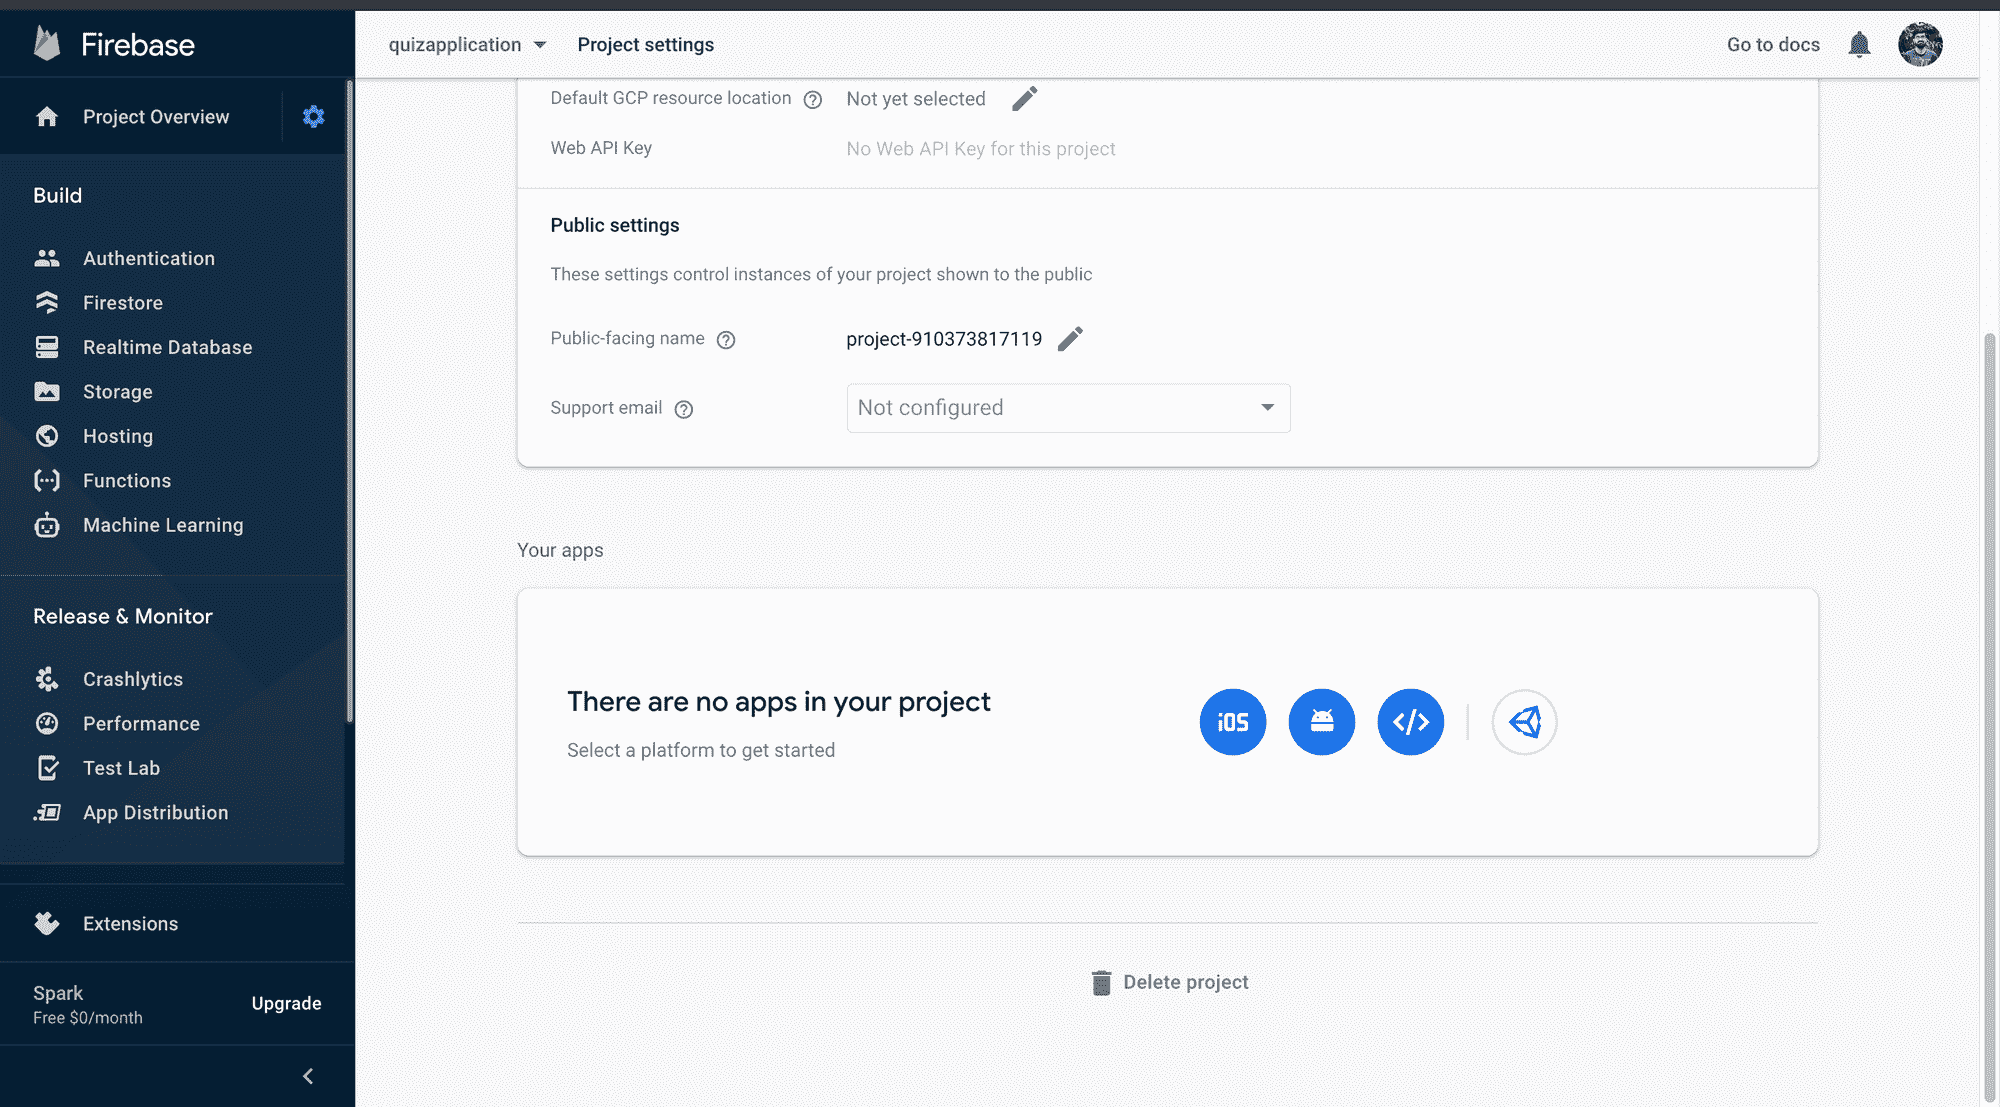 Firebase
quizapplication Project settings Go to docs
Project Overview
Default GCP resource location Not yet selected
Web API Key No Web API Key for this project
Build
Authentication
Firestore
Realtime Database
Storage
Hosting
Functions
Machine Learning
Release & Monitor
Crashlytics
Performance
Test Lab
App Distribution
Extensions
Spark
Free $0/month
Upgrade
Public settings
These settings control instances of your project shown to the public
Public-facing name project-910373817119
Support email Not configured
Your apps
There are no apps in your project
Select a platform to get started
iOS
Delete project